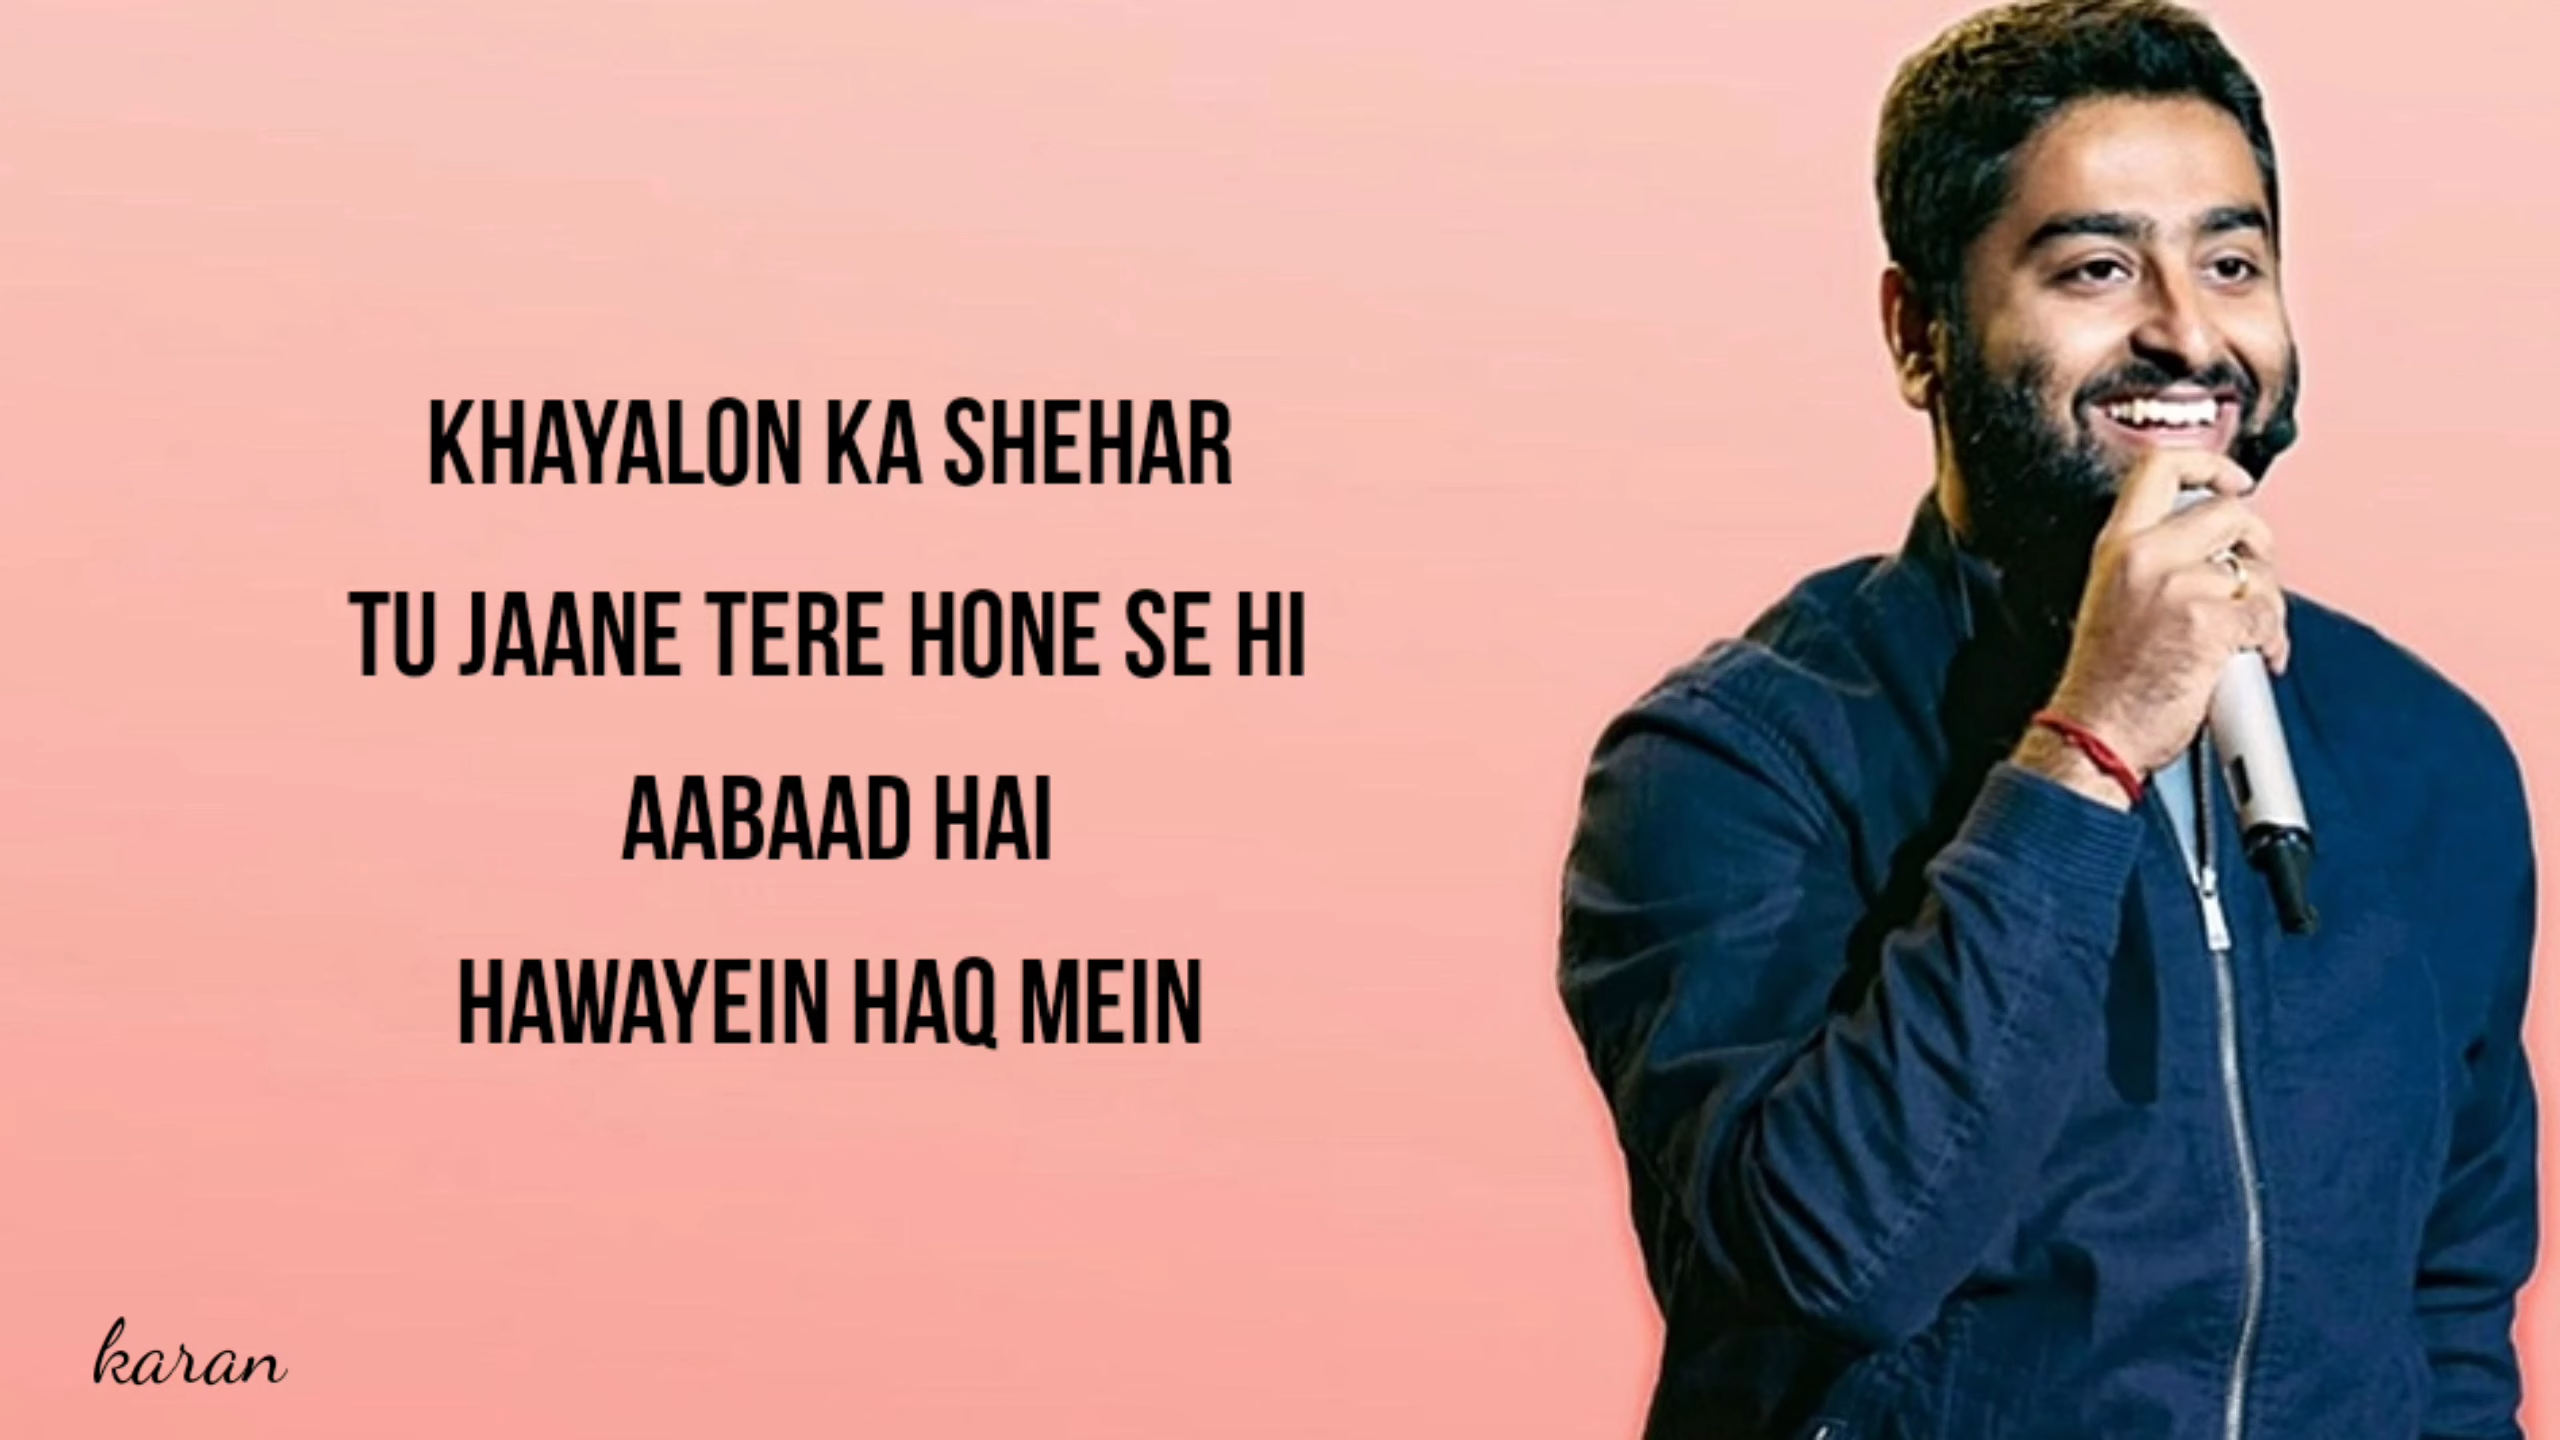 KHAYALON KA SHEHAR
TU JAANE TERE HONE SE HI
AABAAD HAI
HAWAYEIN HAQ MEIN
karan